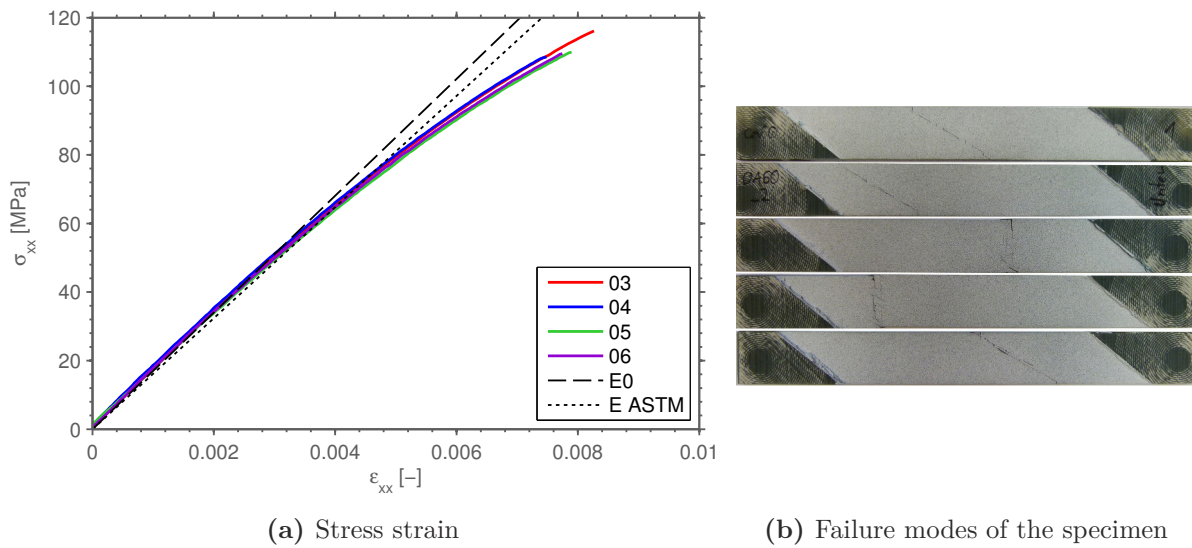 120
100
80
60
40
20
0
σxx [MPa]
03
04
05
06
E0
E ASTM
0 0.002 0.004 0.006 0.008 0.01
εxx [−]
1
(a) Stress strain
(b) Failure modes of the specimen